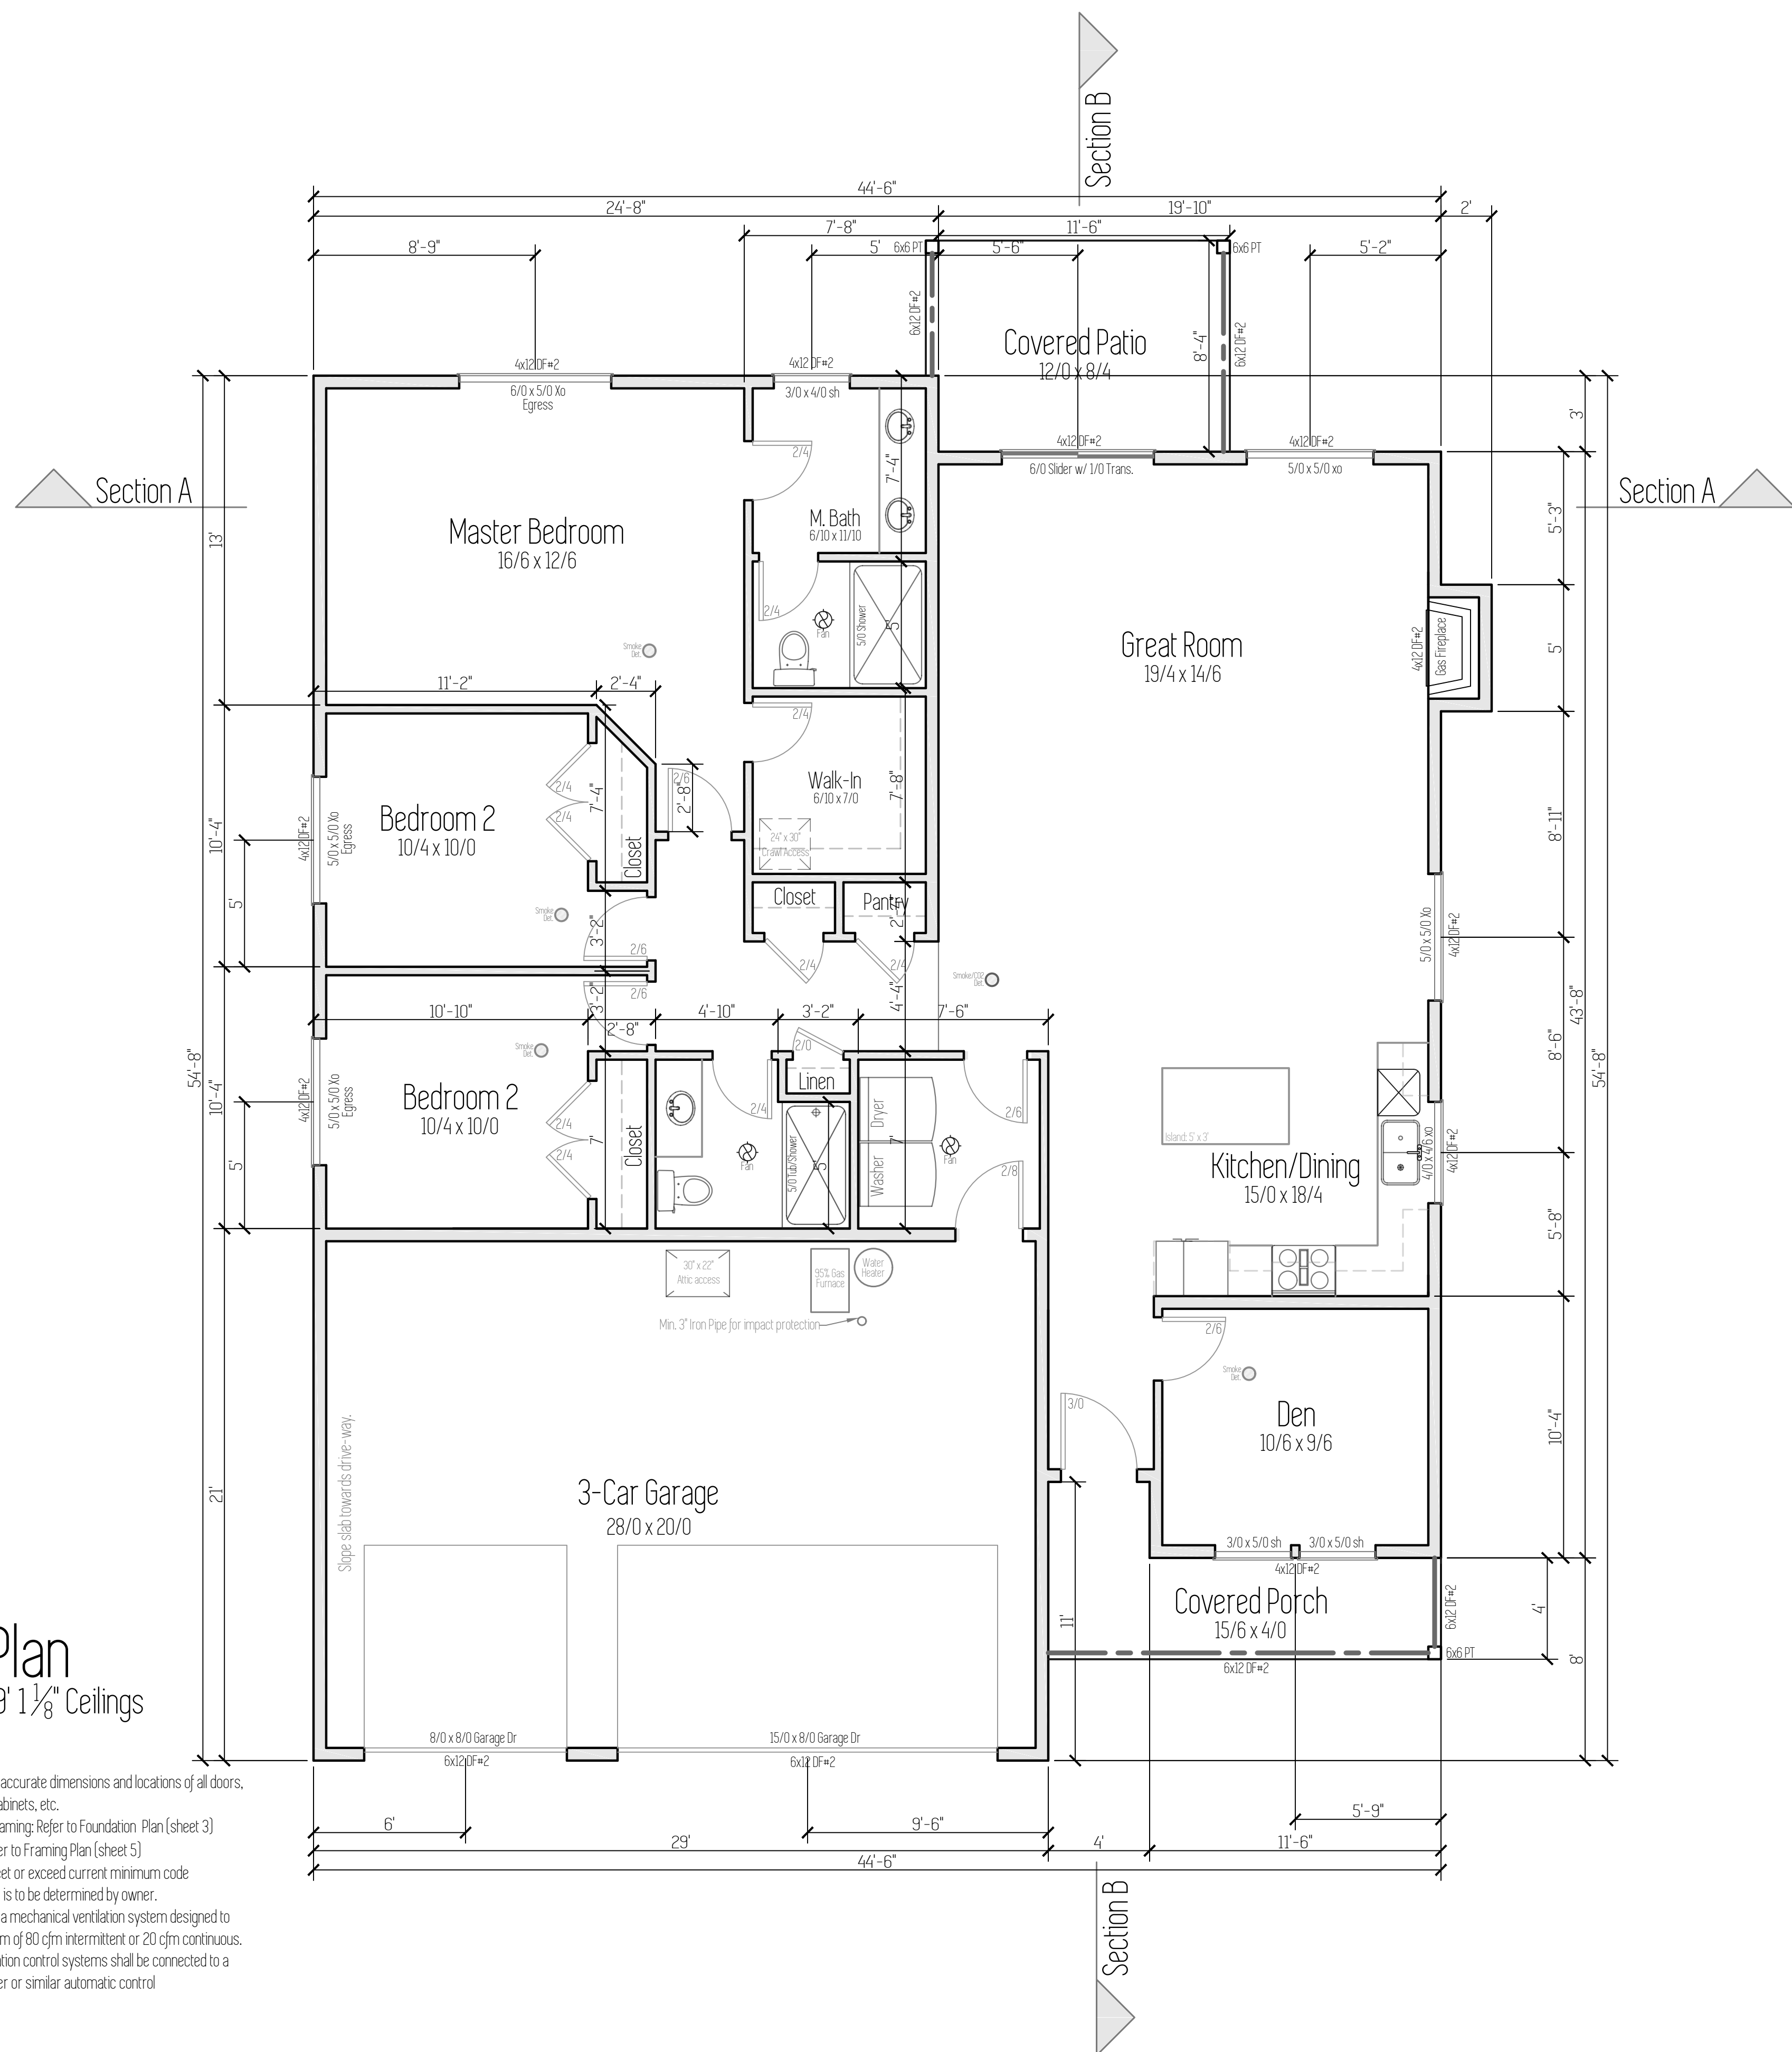 Section B
44'-6"
24'-8"
19'-10"
2'
7'-8"
11'-6"
8'-9"
5'
6x6 PT
5'-6"
6x6 PT
5'-2"
6x12 DF#2
Covered Patio
12/0 x 8/4
8'-4"
6x12 DF#2
4x12 DF#2
6/0 x 5/0 Xo
Egress
4x12 DF#2
3/0 x 4/0 sh
3'
4x12 DF#2
6/0 Slider w/ 1/0 Trans.
4x12 DF#2
5/0 x 5/0 xo
2/4
7'-4"
Section A
Section A
13'
Master Bedroom
16/6 x 12/6
M. Bath
6/10 x 11/10
5'-3"
2/4
Fan
5/0 Shower
5'
Smoke
Det.
Great Room
19/4 x 14/6
4x12 DF#2
Gas Fireplace
5'
11'-2"
2'-4"
2/4
Bedroom 2
10/4 x 10/0
2/4
2/4
7'-4"
Closet
2/6
2'-8"
Walk-In
6/10 x 7/0
7'-8"
24" x 30"
Crawl Access
4x12 DF#2
5/0 x 5/0 Xo
Egress
10'-4"
5'
8'-11"
Closet
Pantry
2'-4"
Smoke
Det.
3'-2"
2/6
2/4
2/4
4'-4"
Smoke/CO2
Det.
5/0 x 5/0 Xo
4x12 DF#2
2/6
3'-2"
10'-10"
2'-8"
4'-10"
3'-2"
7'-6"
Smoke
Det.
2/0
Linen
54'-8"
10'-4"
5'
4x12 DF#2
5/0 x 5/0 Xo
Egress
Bedroom 2
10/4 x 10/0
2/4
2/4
7'
Closet
2/4
Fan
5/0 Tub/Shower
5'
Dryer
Washer
7'
Fan
2/6
2/8
Island: 5' x 3'
Kitchen/Dining
15/0 x 18/4
4/0 x 4/6 xo
4x12 DF#2
8'-6"
43'-8"
54'-8"
5'-8"
30" x 22"
Attic access
95% Gas
Furnace
Water
Heater
Min. 3" Iron Pipe for impact protection
2/6
Smoke
Det.
Den
10/6 x 9/6
10'-4"
3/0
Slope slab towards drive-way.
21'
3-Car Garage
28/0 x 20/0
3/0 x 5/0 sh
3/0 x 5/0 sh
4x12 DF#2
Covered Porch
15/6 x 4/0
11'
6x12 DF#2
6x12 DF#2
6x6 PT
4'
8'
Plan
9' 1 1/8" Ceilings
8/0 x 8/0 Garage Dr
6x12 DF#2
15/0 x 8/0 Garage Dr
6x12 DF#2
accurate dimensions and locations of all doors,
abinets, etc.
aming: Refer to Foundation Plan (sheet 3)
er to Framing Plan (sheet 5)
eet or exceed current minimum code
is to be determined by owner.
a mechanical ventilation system designed to
m of 80 cfm intermittent or 20 cfm continuous.
ation control systems shall be connected to a
er or similar automatic control
6'
9'-6"
5'-9"
29'
4'
11'-6"
44'-6"
Section B